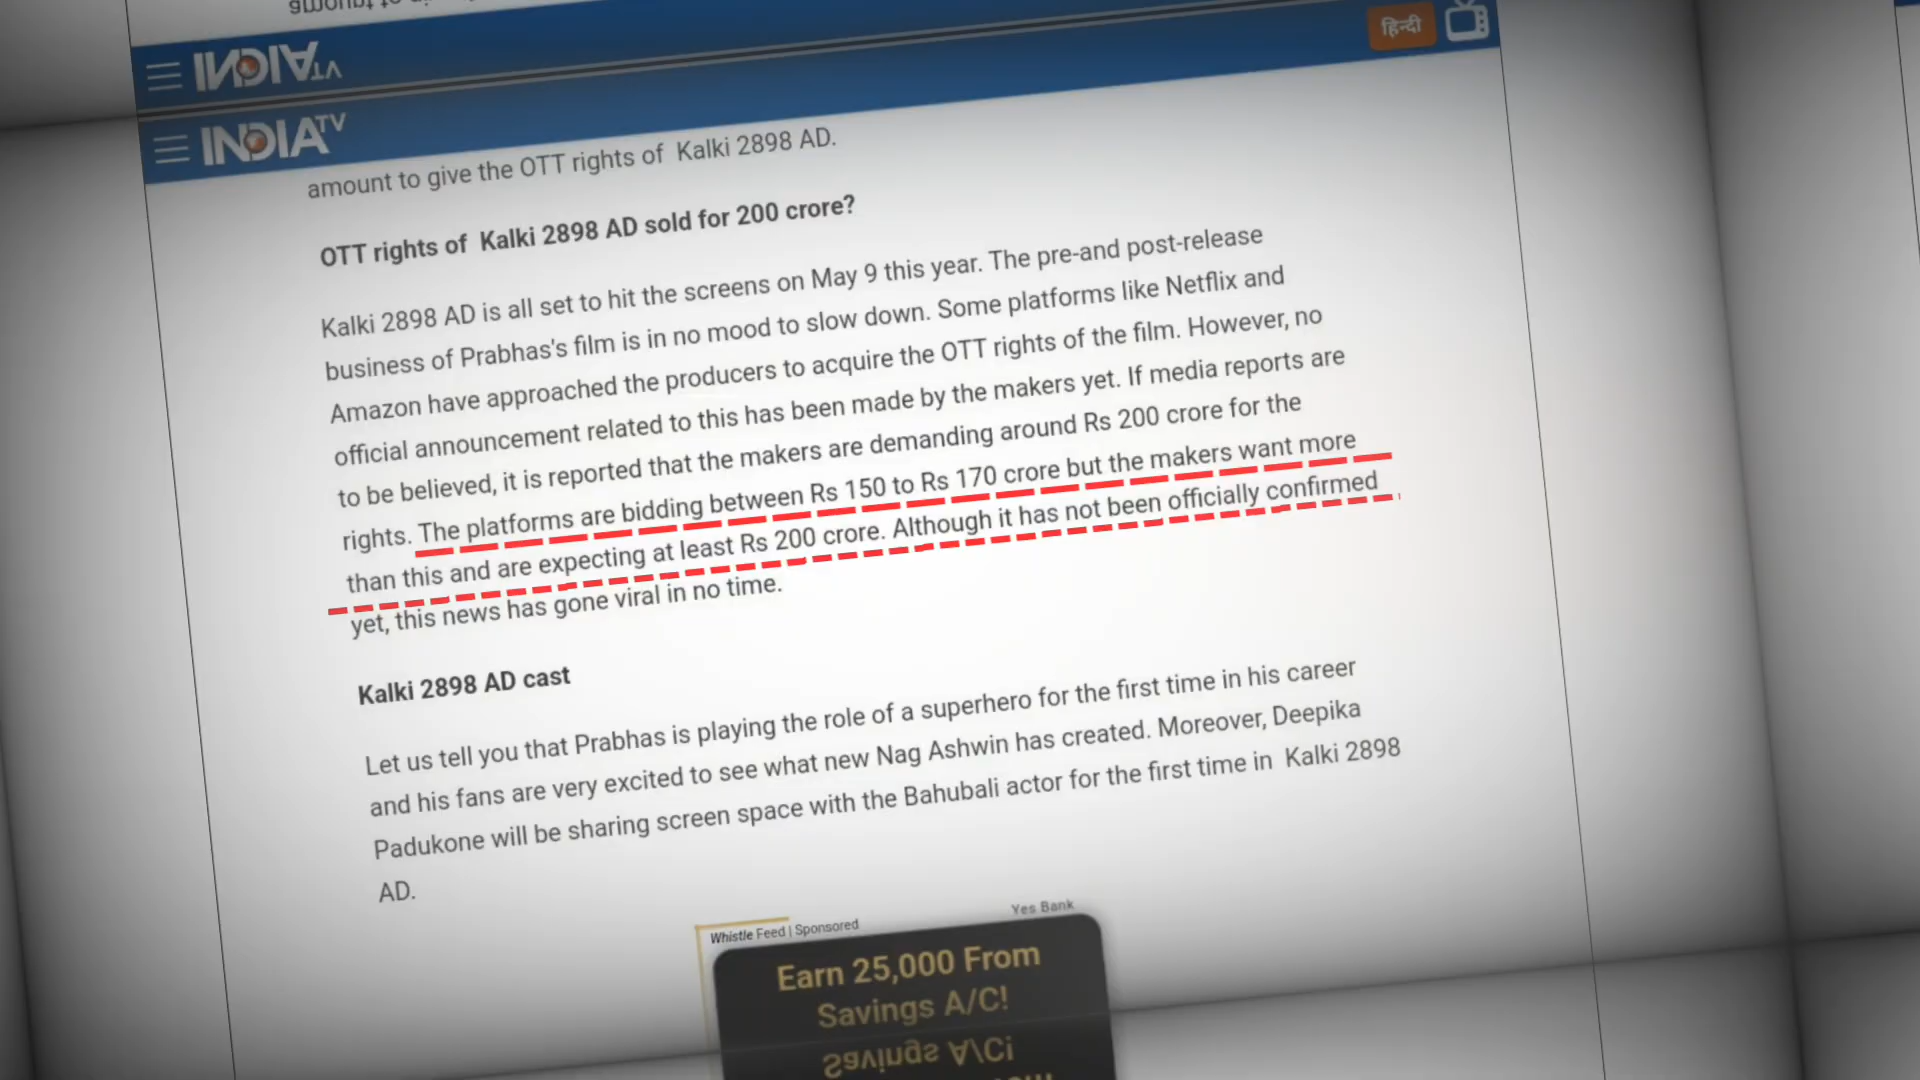 INDIA TV
हिन्दी
INDIA TV
amount to give the OTT rights of Kalki 2898 AD.
OTT rights of Kalki 2898 AD sold for 200 crore?
Kalki 2898 AD is all set to hit the screens on May 9 this year. The pre-and post-release
business of Prabhas's film is in no mood to slow down. Some platforms like Netflix and
Amazon have approached the producers to acquire the OTT rights of the film. However, no
official announcement related to this has been made by the makers yet. If media reports are
to be believed, it is reported that the makers are demanding around Rs 200 crore for the
rights. The platforms are bidding between Rs 150 to Rs 170 crore but the makers want more
than this and are expecting at least Rs 200 crore. Although it has not been officially confirmed
yet, this news has gone viral in no time.
Kalki 2898 AD cast
Let us tell you that Prabhas is playing the role of a superhero for the first time in his career
and his fans are very excited to see what new Nag Ashwin has created. Moreover, Deepika
Padukone will be sharing screen space with the Bahubali actor for the first time in Kalki 2898
AD.
Whistle Feed | Sponsored
Yes Bank
Earn 25,000 From
Savings A/C!
Savings A/C!